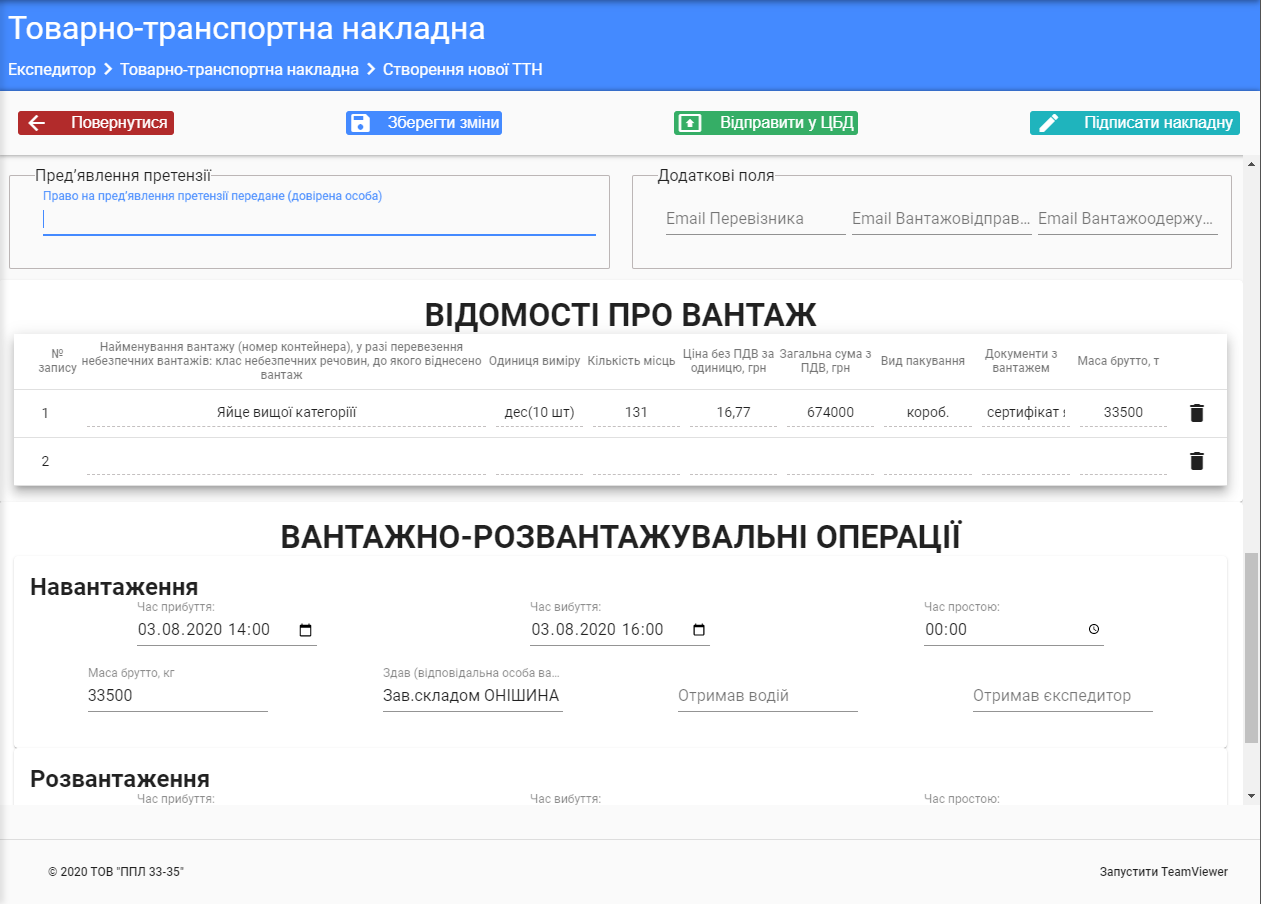 Товарно-транспортна накладна
Експедитор > Товарно-транспортна накладна > Створення нової ТТН
Повернутися
Зберегти зміни
Відправити у ЦБД
Підписати накладну
Пред’явлення претензії
Право на пред'явлення претензії передане (довірена особа)
Додаткові поля
Email Перевізника
Email Вантажовідправ...
Email Вантажоодержу...
ВІДОМОСТІ ПРО ВАНТАЖ
№
запису
Найменування вантажу (номер контейнера), у разі перевезення
небезпечних вантажів: клас небезпечних речовин, до якого віднесено
вантаж
Одиниця виміру
Кількість місць
Ціна без ПДВ за
одиницю, грн
Загальна сума з
ПДВ, грн
Вид пакування
Документи з
вантажем
Маса брутто, т
1 Яйце вищої категоріїї дес(10 шт) 131 16,77 674000 короб. сертифікат 33500
2
ВАНТАЖНО-РОЗВАНТАЖУВАЛЬНІ ОПЕРАЦІЇ
Навантаження
Час прибуття:
03.08.2020 14:00
Час вибуття:
03.08.2020 16:00
Час простою:
00:00
Маса брутто, кг
33500
Здав (відповідальна особа ва...
Зав.складом ОНІШИНА
Отримав водій
Отримав єкспедитор
Розвантаження
Час прибуття:
Час вибуття:
Час простою:
© 2020 ТОВ "ППЛ 33-35"
Запустити TeamViewer